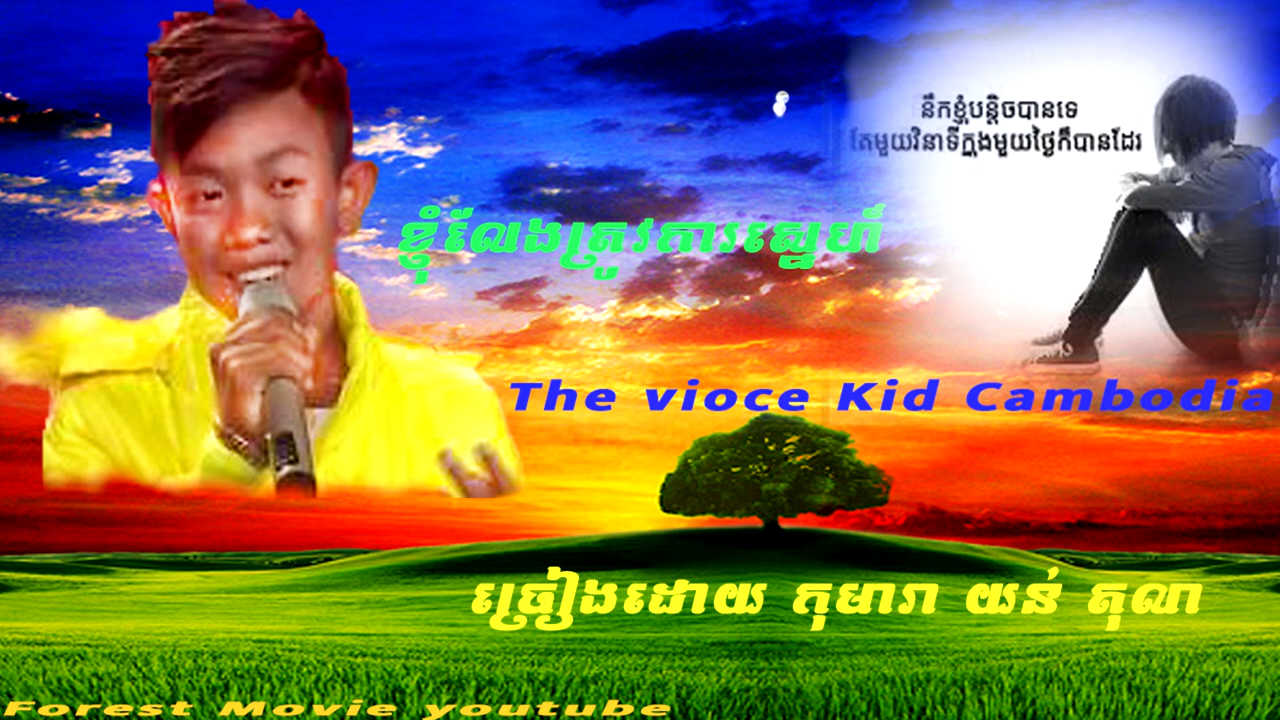 នឹកខ្ញុំបន្តិចបានទេ
តែមួយវិនាទីក្នុងមួយថ្ងៃក៏បានដែរ
ខ្ញុំលែងត្រូវការស្នេហ៍
The vioce Kid Cambodia
ច្រៀងដោយ កុមារា យន់ តុលា
Forest Movie youtube